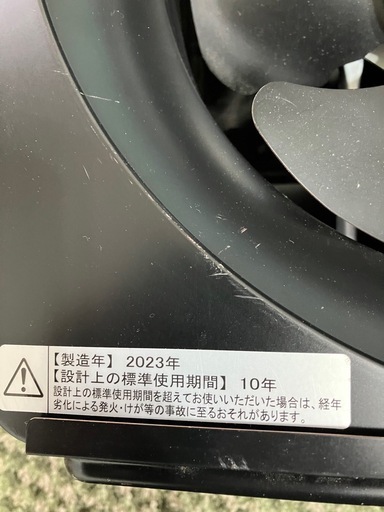 【製造年】 2023年
【設計上の標準使用期間】 10年
設計上の標準使用期間を超えてお使いいただいた場合は、経年
劣化による発火・けが等の事故に至るおそれがあります。